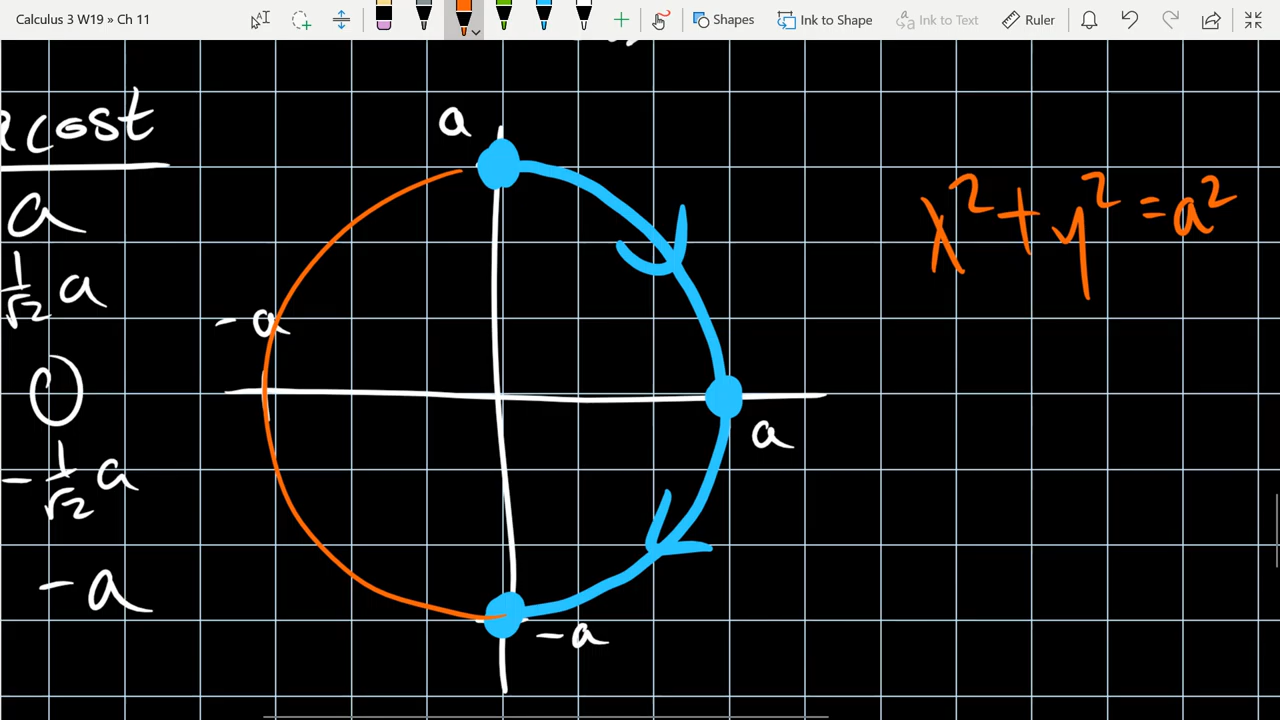 Calculus 3 W19 » Ch 11
Shapes
Ink to Shape
Ink to Text
Ruler
a cost
a
1/√2 a
0
-1/√2 a
-a
a
-a
a
-a
x² + y² = a²